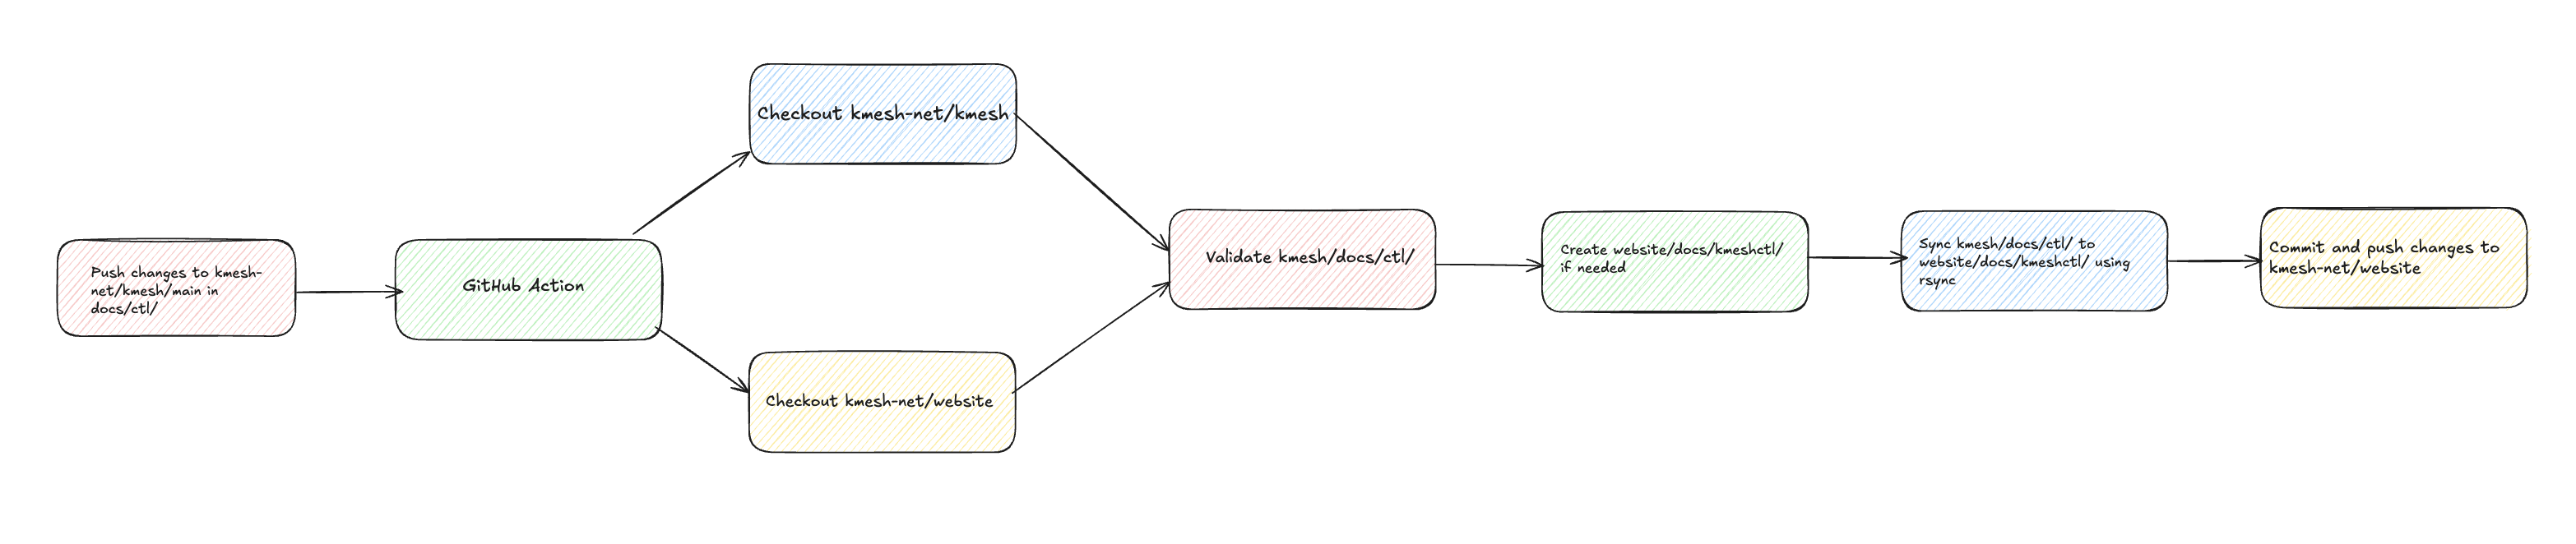 Push changes to kmesh-
net/kmesh/main in
docs/ctl/
GitHub Action
Checkout kmesh-net/kmesh
Checkout kmesh-net/website
Validate kmesh/docs/ctl/
Create website/docs/kmeshctl/
if needed
Sync kmesh/docs/ctl/ to
website/docs/kmeshctl/ using
rsync
Commit and push changes to
kmesh-net/website